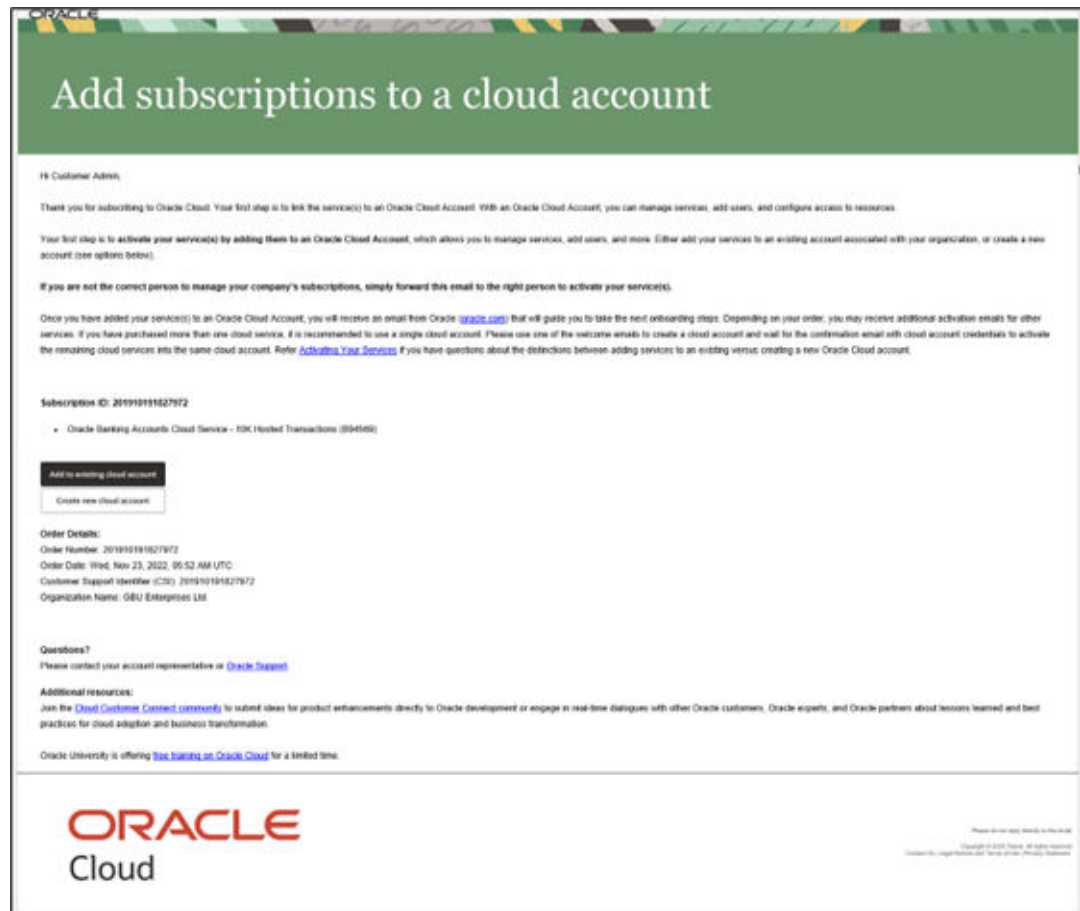 ORACLE
Add subscriptions to a cloud account
Hi Customer Admin,
Thank you for subscribing to Oracle Cloud. Your first step is to link the service(s) to an Oracle Cloud Account. With an Oracle Cloud Account, you can manage services, add users, and configure access to resources.
Your first step is to activate your service(s) by adding them to an Oracle Cloud Account, which allows you to manage services, add users, and more. Either add your services to an existing account associated with your organization, or create a new
account (see options below).
If you are not the correct person to manage your company's subscriptions, simply forward this email to the right person to activate your service(s).
Once you have added your service(s) to an Oracle Cloud Account, you will receive an email from Oracle (oracle.com) that will guide you to take the next onboarding steps. Depending on your order, you may receive additional activation emails for other
services. If you have purchased more than one cloud service, it is recommended to use a single cloud account. Please use one of the welcome emails to create a cloud account and wait for the confirmation email with cloud account credentials to activate
the remaining cloud services into the same cloud account. Refer Activating Your Services if you have questions about the distinctions between adding services to an existing versus creating a new Oracle Cloud account.
Subscription ID: 201910191827972
• Oracle Banking Accounts Cloud Service - 10K Hosted Transactions (B94569)
Add to existing cloud account
Create new cloud account
Order Details:
Order Number: 201910191827972
Order Date: Wed, Nov 23, 2022, 05:52 AM UTC
Customer Support Identifier (CSI): 201910191827972
Organization Name: GBU Enterprises Ltd
Questions?
Please contact your account representative or Oracle Support
Additional resources:
Join the Cloud Customer Connect community to submit ideas for product enhancements directly to Oracle development or engage in real-time dialogues with other Oracle customers, Oracle experts, and Oracle partners about lessons learned and best
practices for cloud adoption and business transformation.
Oracle University is offering free training on Oracle Cloud for a limited time.
ORACLE
Cloud
Please do not reply directly to this email